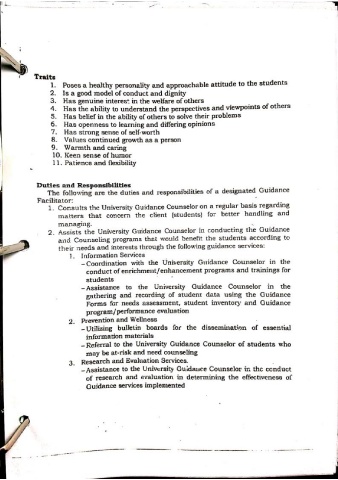 Traits
1. Poses a healthy personality and approachable attitude to the students
2. Is a good model of conduct and dignity
3. Has genuine interest in the welfare of others
4. Has the ability to understand the perspectives and viewpoints of others
5. Has belief in the ability of others to solve their problems
6. Has openness to learning and differing opinions
7. Has strong sense of self-worth
8. Values continued growth as a person
9. Warmth and caring
10. Keen sense of humor
11. Patience and flexibility
Duties and Responsibilities
The following are the duties and responsibilities of a designated Guidance
Facilitator:
1. Consults the University Guidance Counselor on a regular basis regarding
matters that concern the client (students) for better handling and
managing.
2. Assists the University Guidance Counselor in conducting the Guidance
and Counseling programs that would benefit the students according to
their needs and interests through the following guidance services:
1. Information Services
- Coordination with the University Guidance Counselor in the
conduct of enrichment/enhancement programs and trainings for
students
- Assistance to the University Guidance Counselor in the
gathering and recording of student data using the Guidance
Forms for needs assessment, student inventory and Guidance
program/performance evaluation
2. Prevention and Wellness
- Utilizing bulletin boards for the dissemination of essential
information materials
- Referral to the University Guidance Counselor of students who
may be at-risk and need counseling
3. Research and Evaluation Services.
- Assistance to the University Guidance Counselor in the conduct
of research and evaluation in determining the effectiveness of
Guidance services implemented